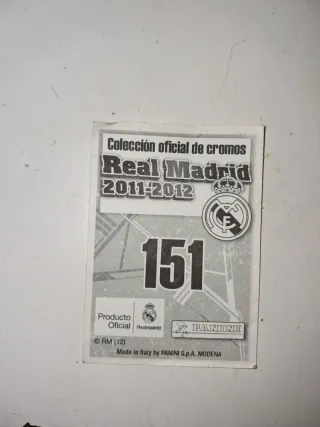 Colección oficial de cromos
Real Madrid
2011-2012
151
Producto
Oficial
Realmadrid
PANINI
© RM (12)
Made in Italy by PANINI S.p.A. MODENA